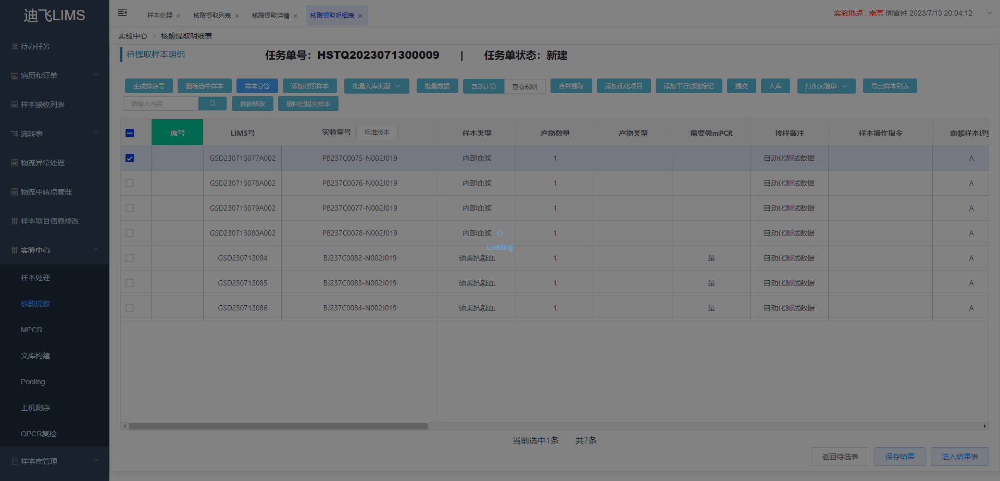 迪飞LIMS
样本处理
核酸提取列表
核酸提取详情
核酸提取明细表
实验地点 : 南京 周官钟 2023/7/13 20:04:12
实验中心 > 核酸提取明细表
待办任务
病历和订单
样本接收列表
流转表
物流异常处理
物流中转点管理
样本项目信息修改
实验中心
样本处理
核酸提取
MPCR
文库构建
Pooling
上机测序
QPCR复检
样本库管理
待提取样本明细 任务单号：HSTQ2023071300009 | 任务单状态：新建
生成排序号 删除选中样本 样本分管 添加对照样本 批量入库类型 批量数据 自动计算 查看规则 合并提取 添加优化项目 添加平行试验标记 提交 入库 打印实验单 导出样本列表
请输入内容 数据修改 撤回已提交样本
序号 LIMS号 实验室号 标准版本 样本类型 产物数量 产物类型 需要做mPCR 接样备注 样本操作指令 血浆样本评
GSD230713077A002 PB237C0075-N002J019 内部血浆 1 自动化测试数据 A
GSD230713078A002 PB237C0076-N002J019 内部血浆 1 自动化测试数据 A
GSD230713079A002 PB237C0077-N002J019 内部血浆 1 自动化测试数据 A
GSD230713080A002 PB237C0078-N002J019 内部血浆 1 自动化测试数据 A
Loading
GSD230713084 BJ237C0082-N002J019 硕美抗凝血 1 是 自动化测试数据 A
GSD230713085 BJ237C0083-N002J019 硕美抗凝血 1 是 自动化测试数据 A
GSD230713086 BJ237C0084-N002J019 硕美抗凝血 1 是 自动化测试数据 A
当前选中1条 共7条
返回待选表 保存结果 进入结果表